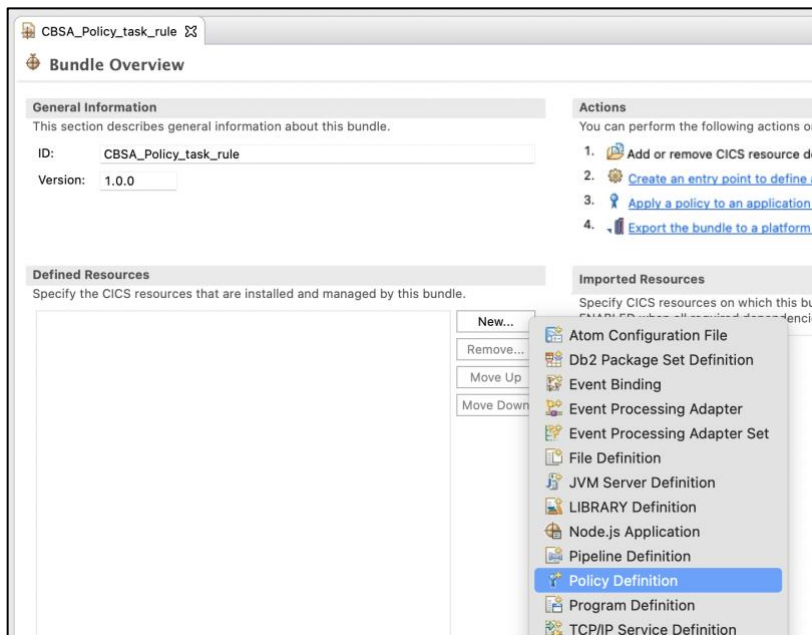 CBSA_Policy_task_rule
Bundle Overview
General Information
This section describes general information about this bundle.
ID: CBSA_Policy_task_rule
Version: 1.0.0
Actions
You can perform the following actions
1. Add or remove CICS resource
2. Create an entry point to define
3. Apply a policy to an application
4. Export the bundle to a platform
Defined Resources
Specify the CICS resources that are installed and managed by this bundle.
New...
Remove...
Move Up
Move Down
Imported Resources
Specify CICS resources on which this
Atom Configuration File
Db2 Package Set Definition
Event Binding
Event Processing Adapter
Event Processing Adapter Set
File Definition
JVM Server Definition
LIBRARY Definition
Node.js Application
Pipeline Definition
Policy Definition
Program Definition
TCP/IP Service Definition